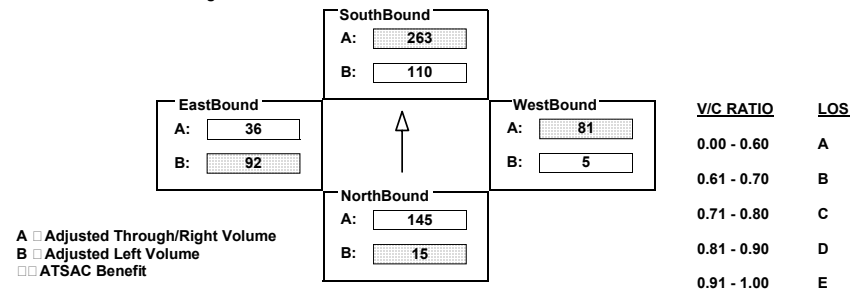 SouthBound
A: 263
B: 110
EastBound
A: 36
B: 92
WestBound
A: 81
B: 5
NorthBound
A: 145
B: 15
A □ Adjusted Through/Right Volume
B □ Adjusted Left Volume
□□ ATSAC Benefit
V/C RATIO LOS
0.00 - 0.60 A
0.61 - 0.70 B
0.71 - 0.80 C
0.81 - 0.90 D
0.91 - 1.00 E